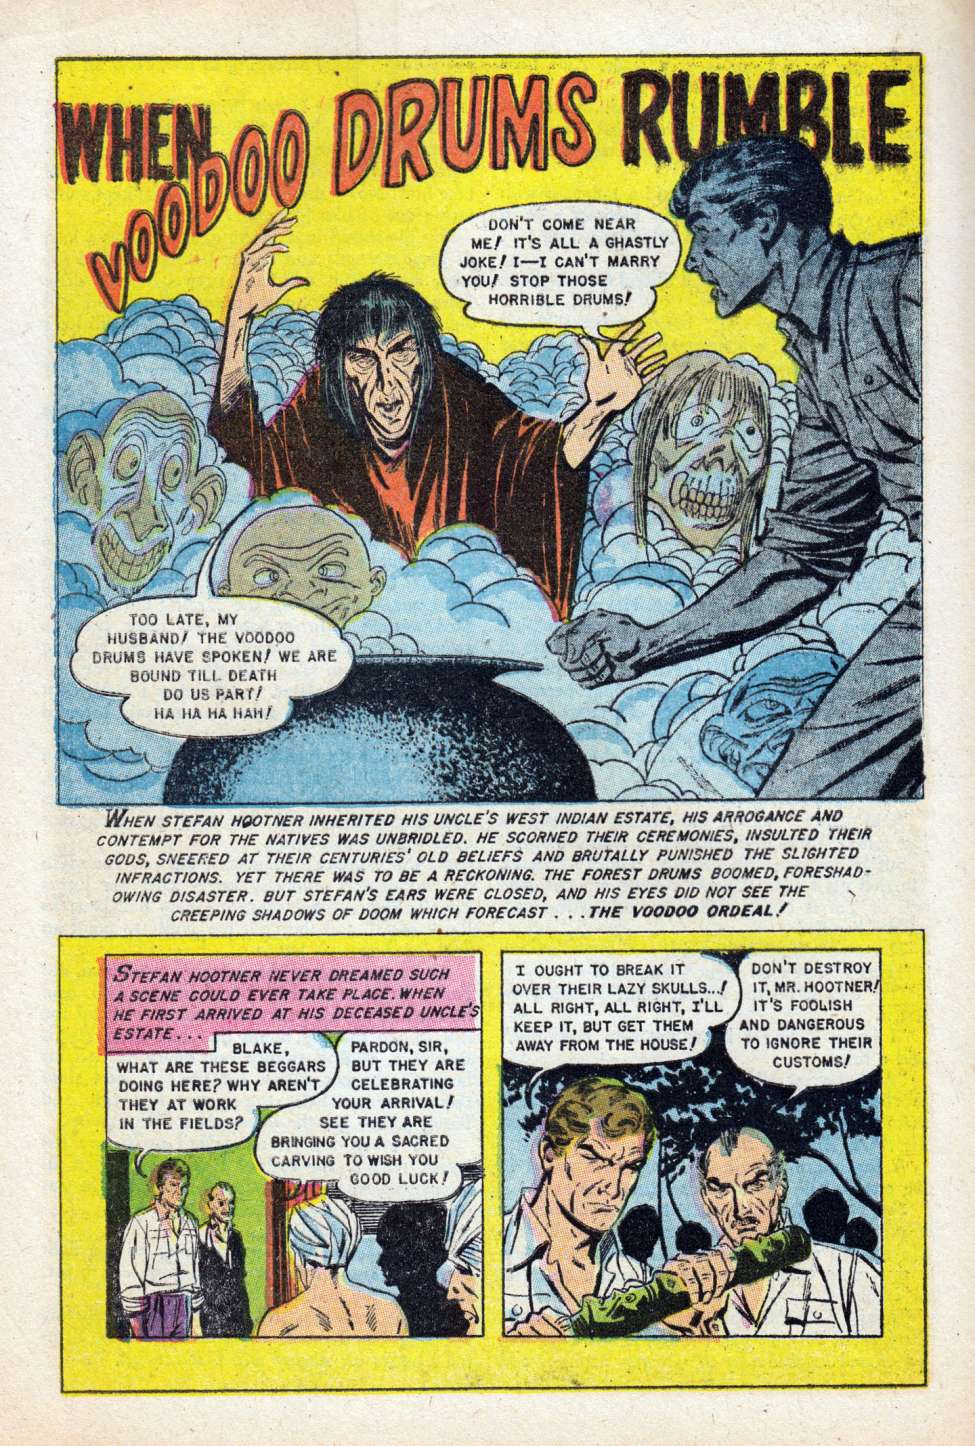 WHEN VOODOO DRUMS RUMBLE
DON'T COME NEAR
ME! IT'S ALL A GHASTLY
JOKE! I—I CAN'T MARRY
YOU! STOP THOSE
HORRIBLE DRUMS!
TOO LATE, MY
HUSBAND! THE VOODOO
DRUMS HAVE SPOKEN! WE ARE
BOUND TILL DEATH
DO US PART!
HA HA HA HAH!
WHEN STEFAN HOOTNER INHERITED HIS UNCLE'S WEST INDIAN ESTATE, HIS ARROGANCE AND
CONTEMPT FOR THE NATIVES WAS UNBRIDLED. HE SCORNED THEIR CEREMONIES, INSULTED THEIR
GODS, SNEERED AT THEIR CENTURIES' OLD BELIEFS AND BRUTALLY PUNISHED THE SLIGHTED
INFRACTIONS. YET THERE WAS TO BE A RECKONING. THE FOREST DRUMS BOOMED, FORESHAD-
OWING DISASTER. BUT STEFAN'S EARS WERE CLOSED, AND HIS EYES DID NOT SEE THE
CREEPING SHADOWS OF DOOM WHICH FORECAST . . . THE VOODOO ORDEAL!
STEFAN HOOTNER NEVER DREAMED SUCH
A SCENE COULD EVER TAKE PLACE. WHEN
HE FIRST ARRIVED AT HIS DECEASED UNCLE'S
ESTATE . . .
BLAKE,
WHAT ARE THESE BEGGARS
DOING HERE? WHY AREN'T
THEY AT WORK
IN THE FIELDS?
PARDON, SIR,
BUT THEY ARE
CELEBRATING
YOUR ARRIVAL!
SEE THEY ARE
BRINGING YOU A SACRED
CARVING TO WISH YOU
GOOD LUCK!
I OUGHT TO BREAK IT
OVER THEIR LAZY SKULLS...!
ALL RIGHT, ALL RIGHT, I'LL
KEEP IT, BUT GET THEM
AWAY FROM THE HOUSE!
DON'T DESTROY
IT, MR. HOOTNER!
IT'S FOOLISH
AND DANGEROUS
TO IGNORE THEIR
CUSTOMS!